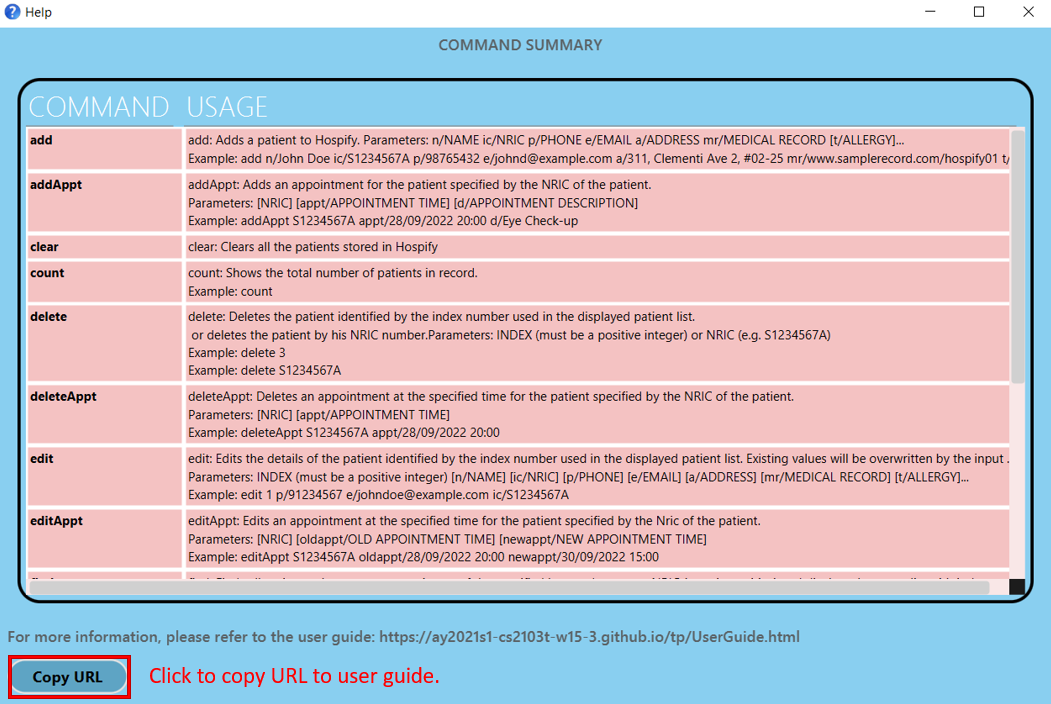 Help
COMMAND SUMMARY
COMMAND USAGE
add
add: Adds a patient to Hospify. Parameters: n/NAME ic/NRIC p/PHONE e/EMAIL a/ADDRESS mr/MEDICAL RECORD [t/ALLERGY]...
Example: add n/John Doe ic/S1234567A p/98765432 e/johnd@example.com a/311, Clementi Ave 2, #02-25 mr/www.samplerecord.com/hospify01 t/
addAppt
addAppt: Adds an appointment for the patient specified by the NRIC of the patient.
Parameters: [NRIC] [appt/APPOINTMENT TIME] [d/APPOINTMENT DESCRIPTION]
Example: addAppt S1234567A appt/28/09/2022 20:00 d/Eye Check-up
clear
clear: Clears all the patients stored in Hospify
count
count: Shows the total number of patients in record.
Example: count
delete
delete: Deletes the patient identified by the index number used in the displayed patient list.
or deletes the patient by his NRIC number.Parameters: INDEX (must be a positive integer) or NRIC (e.g. S1234567A)
Example: delete 3
Example: delete S1234567A
deleteAppt
deleteAppt: Deletes an appointment at the specified time for the patient specified by the NRIC of the patient.
Parameters: [NRIC] [appt/APPOINTMENT TIME]
Example: deleteAppt S1234567A appt/28/09/2022 20:00
edit
edit: Edits the details of the patient identified by the index number used in the displayed patient list. Existing values will be overwritten by the input .
Parameters: INDEX (must be a positive integer) [n/NAME] [ic/NRIC] [p/PHONE] [e/EMAIL] [a/ADDRESS] [mr/MEDICAL RECORD] [t/ALLERGY]...
Example: edit 1 p/91234567 e/johndoe@example.com ic/S1234567A
editAppt
editAppt: Edits an appointment at the specified time for the patient specified by the Nric of the patient.
Parameters: [NRIC] [oldappt/OLD APPOINTMENT TIME] [newappt/NEW APPOINTMENT TIME]
Example: editAppt S1234567A oldappt/28/09/2022 20:00 newappt/30/09/2022 15:00
For more information, please refer to the user guide: https://ay2021s1-cs2103t-w15-3.github.io/tp/UserGuide.html
Copy URL
Click to copy URL to user guide.